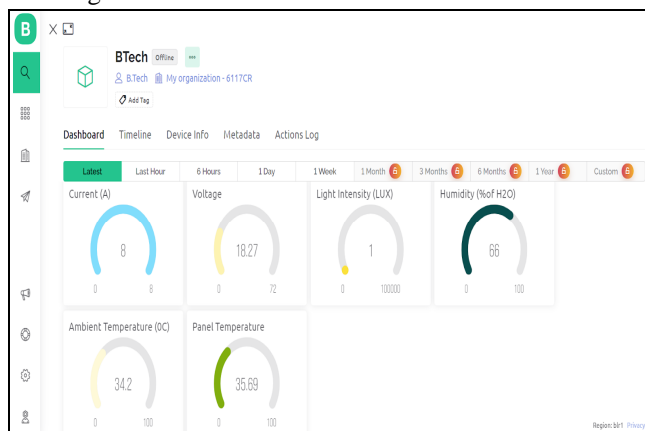 B
BTech Offline ...
B.Tech My organization - 6117CR
Add Tag
Dashboard Timeline Device Info Metadata Actions Log
Latest Last Hour 6 Hours 1 Day 1 Week 1 Month 3 Months 6 Months 1 Year Custom
Current (A) Voltage Light Intensity (LUX) Humidity (%of H2O)
8 18.27 1 66
0 8 0 72 0 100000 0 100
Ambient Temperature (0C) Panel Temperature
34.2 35.69
0 100 0 100
Region: blr1 Privacy